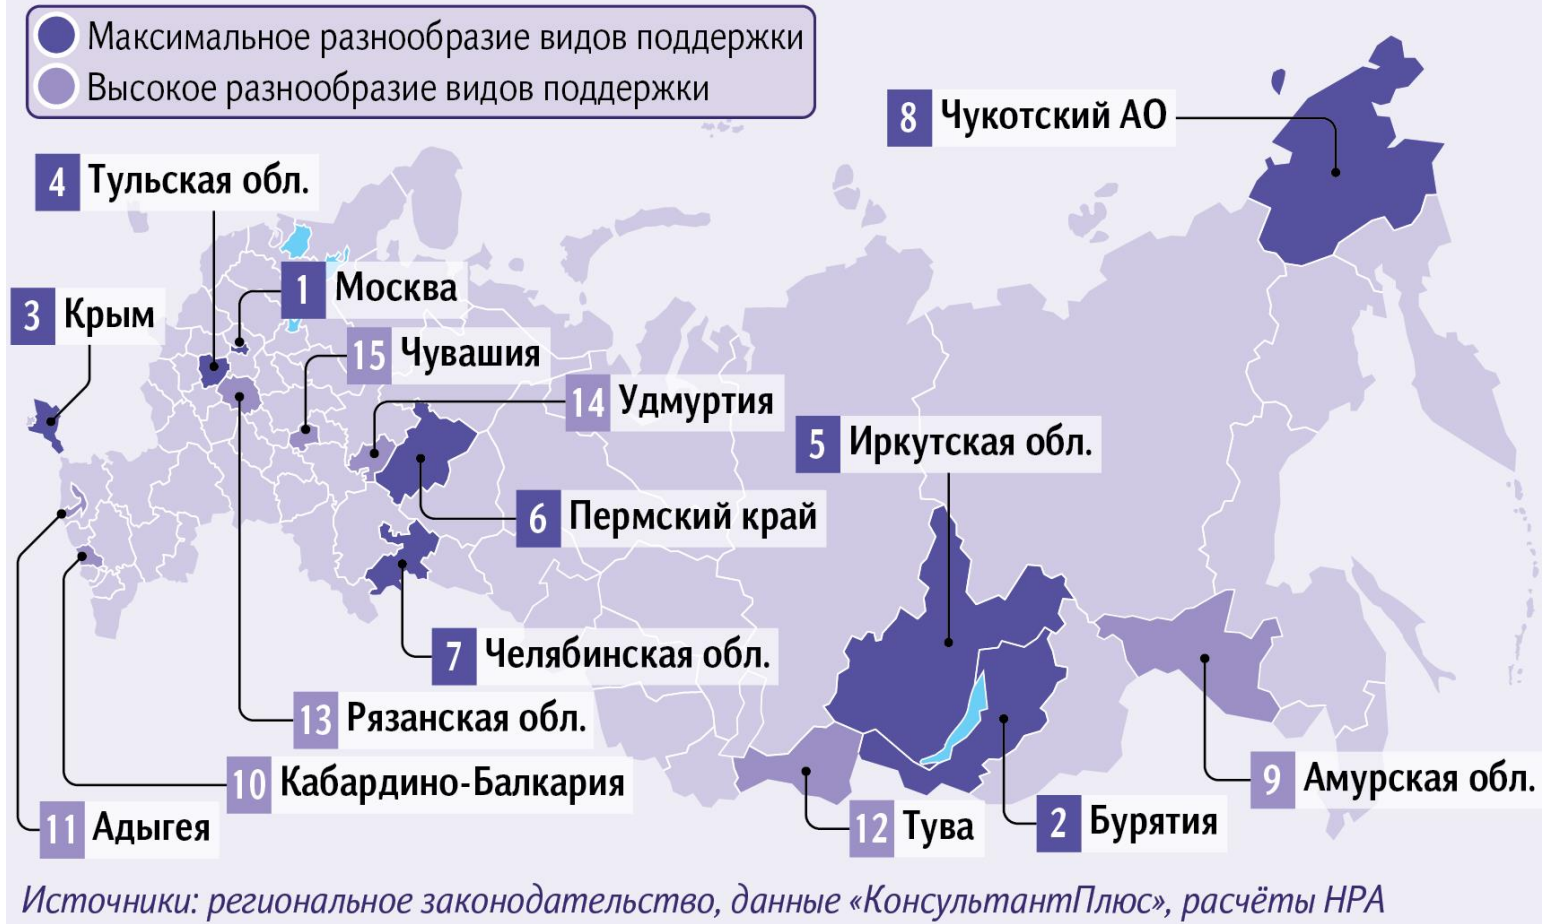 Максимальное разнообразие видов поддержки
Высокое разнообразие видов поддержки
8 Чукотский АО
4 Тульская обл.
1 Москва
3 Крым
15 Чувашия
14 Удмуртия
5 Иркутская обл.
6 Пермский край
7 Челябинская обл.
13 Рязанская обл.
10 Кабардино-Балкария
9 Амурская обл.
11 Адыгея
12 Тува
2 Бурятия
Источники: региональное законодательство, данные «КонсультантПлюс», расчёты НРА